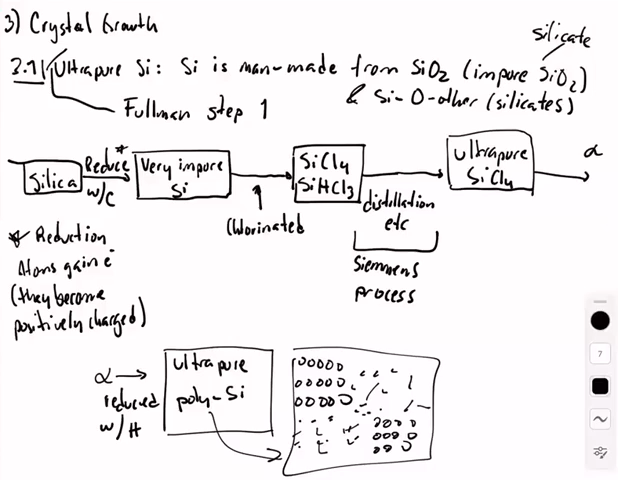 3) Crystal Growth
silicate
3.1 Ultrapure Si: Si is man-made from SiO2 (impure SiO2)
& Si-O-other (silicates)
Fullman step 1
Silica
Reduce *
w/C
Very impure
Si
Chlorinated
SiCl4
SiHCl3
distillation
etc
Siemmens
process
Ultrapure
SiCl4
α
* Reduction
Atoms gain e-
(they become
positively charged)
α
reduced
w/H
ultrapure
poly-Si
7